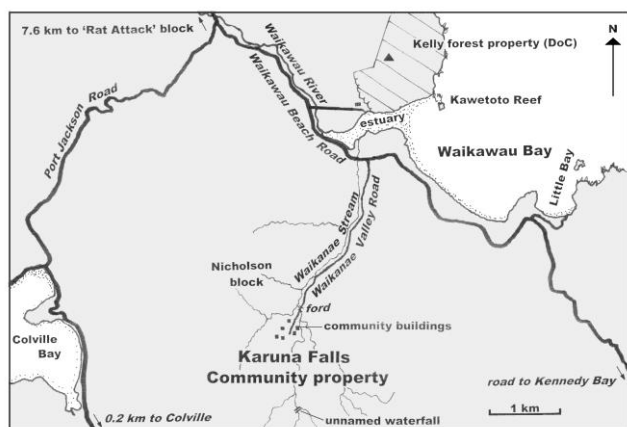 7.6 km to 'Rat Attack' block
Kelly forest property (DoC)
N
Waikawau River
Port Jackson Road
Waikawau Beach Road
Kawetoto Reef
estuary
Waikawau Bay
Little Bay
Waikanae Stream
Waikanae Valley Road
Nicholson
block
ford
community buildings
Colville
Bay
Karuna Falls
Community property
road to Kennedy Bay
0.2 km to Colville
unnamed waterfall
1 km